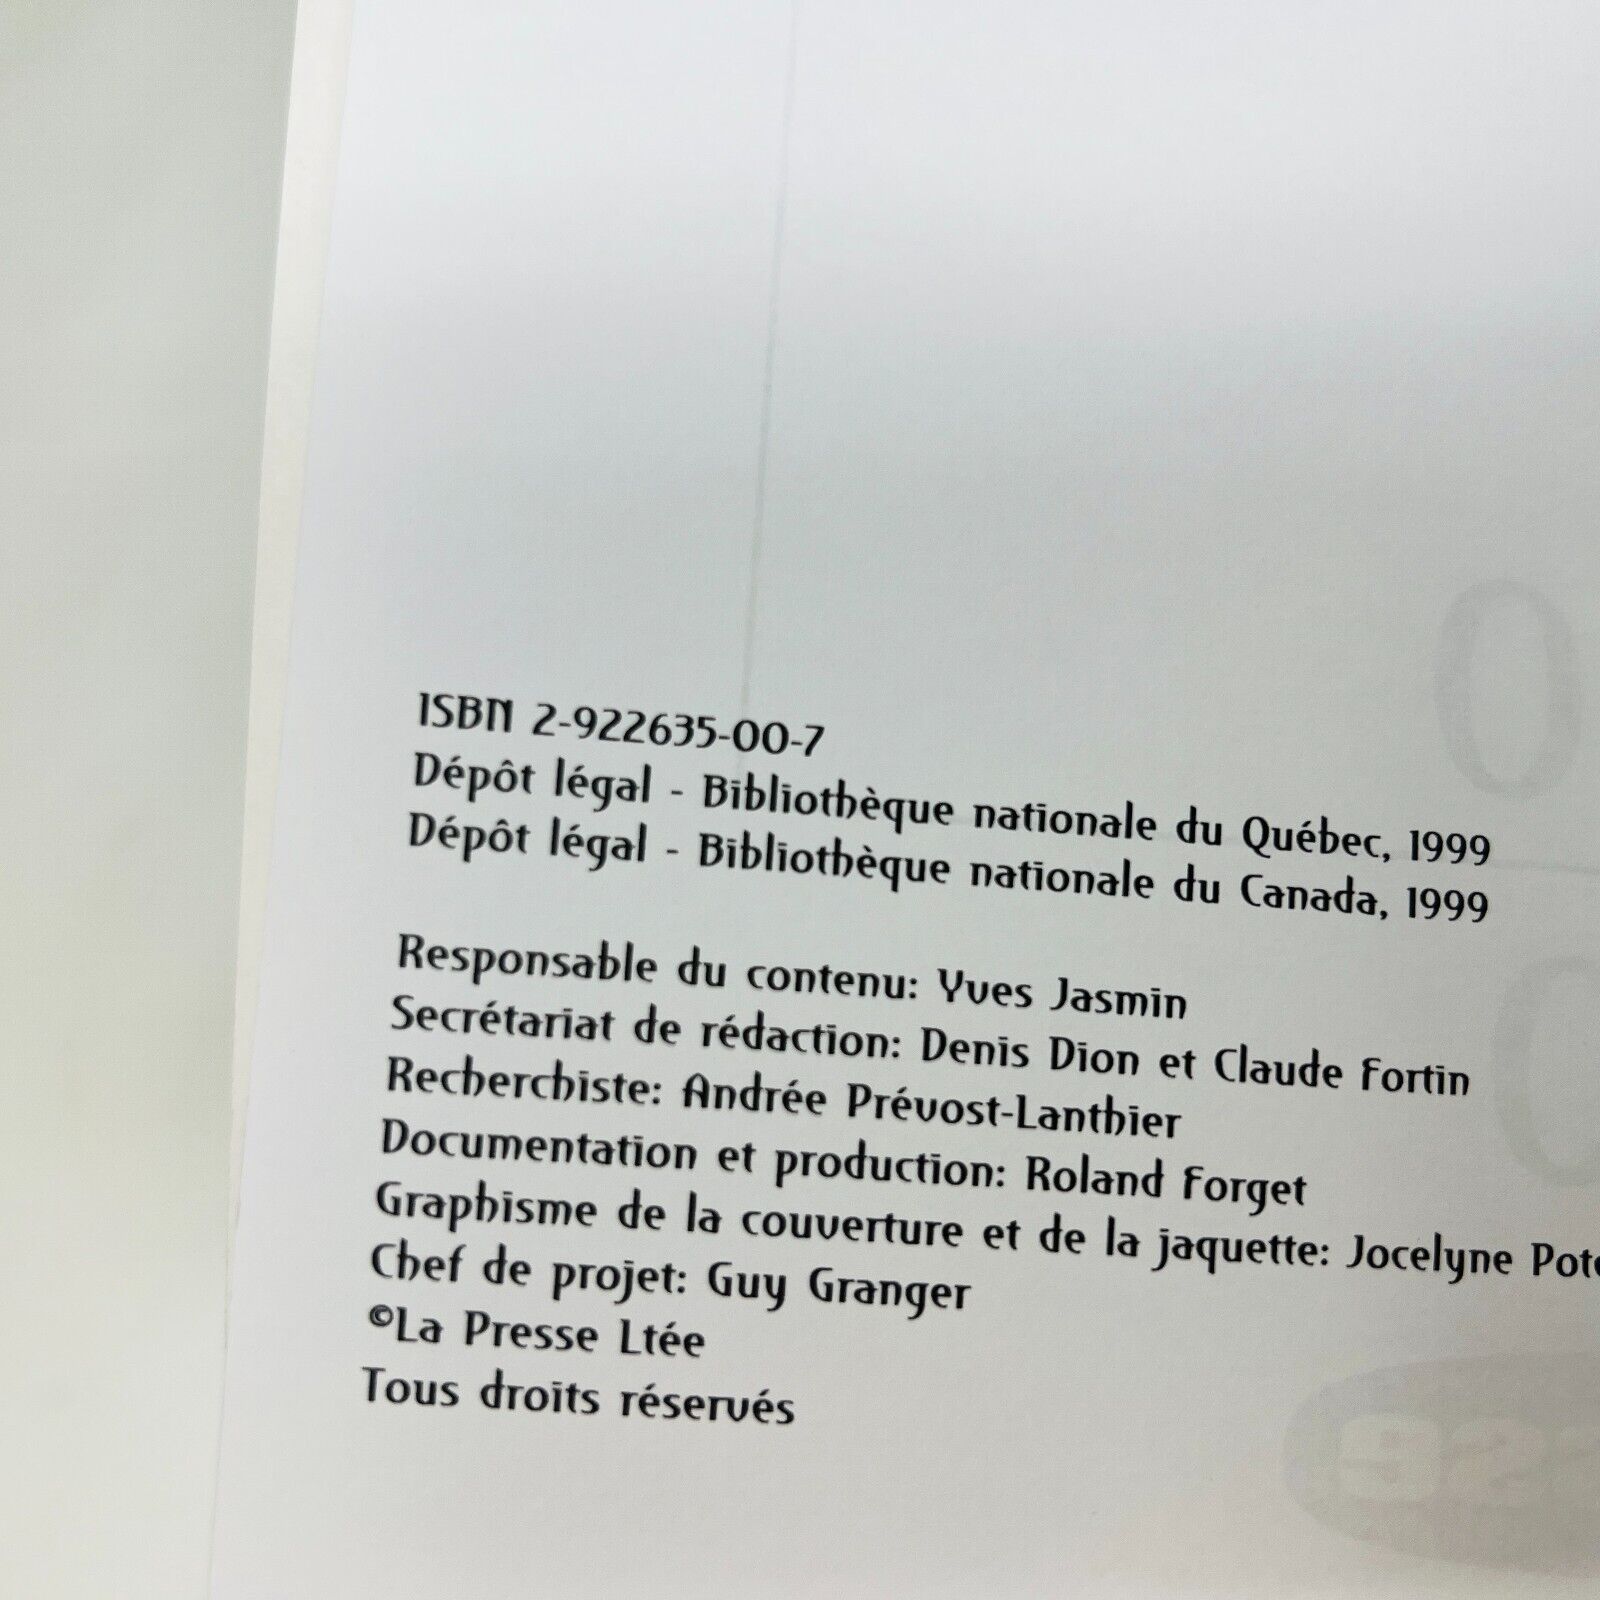 ISBN 2-922635-00-7
Dépôt légal - Bibliothèque nationale du Québec, 1999
Dépôt légal - Bibliothèque nationale du Canada, 1999
Responsable du contenu: Yves Jasmin
Secrétariat de rédaction: Denis Dion et Claude Fortin
Recherchiste: Andrée Prévost-Lanthier
Documentation et production: Roland Forget
Graphisme de la couverture et de la jaquette: Jocelyne
Chef de projet: Guy Granger
©La Presse Ltée
Tous droits réservés